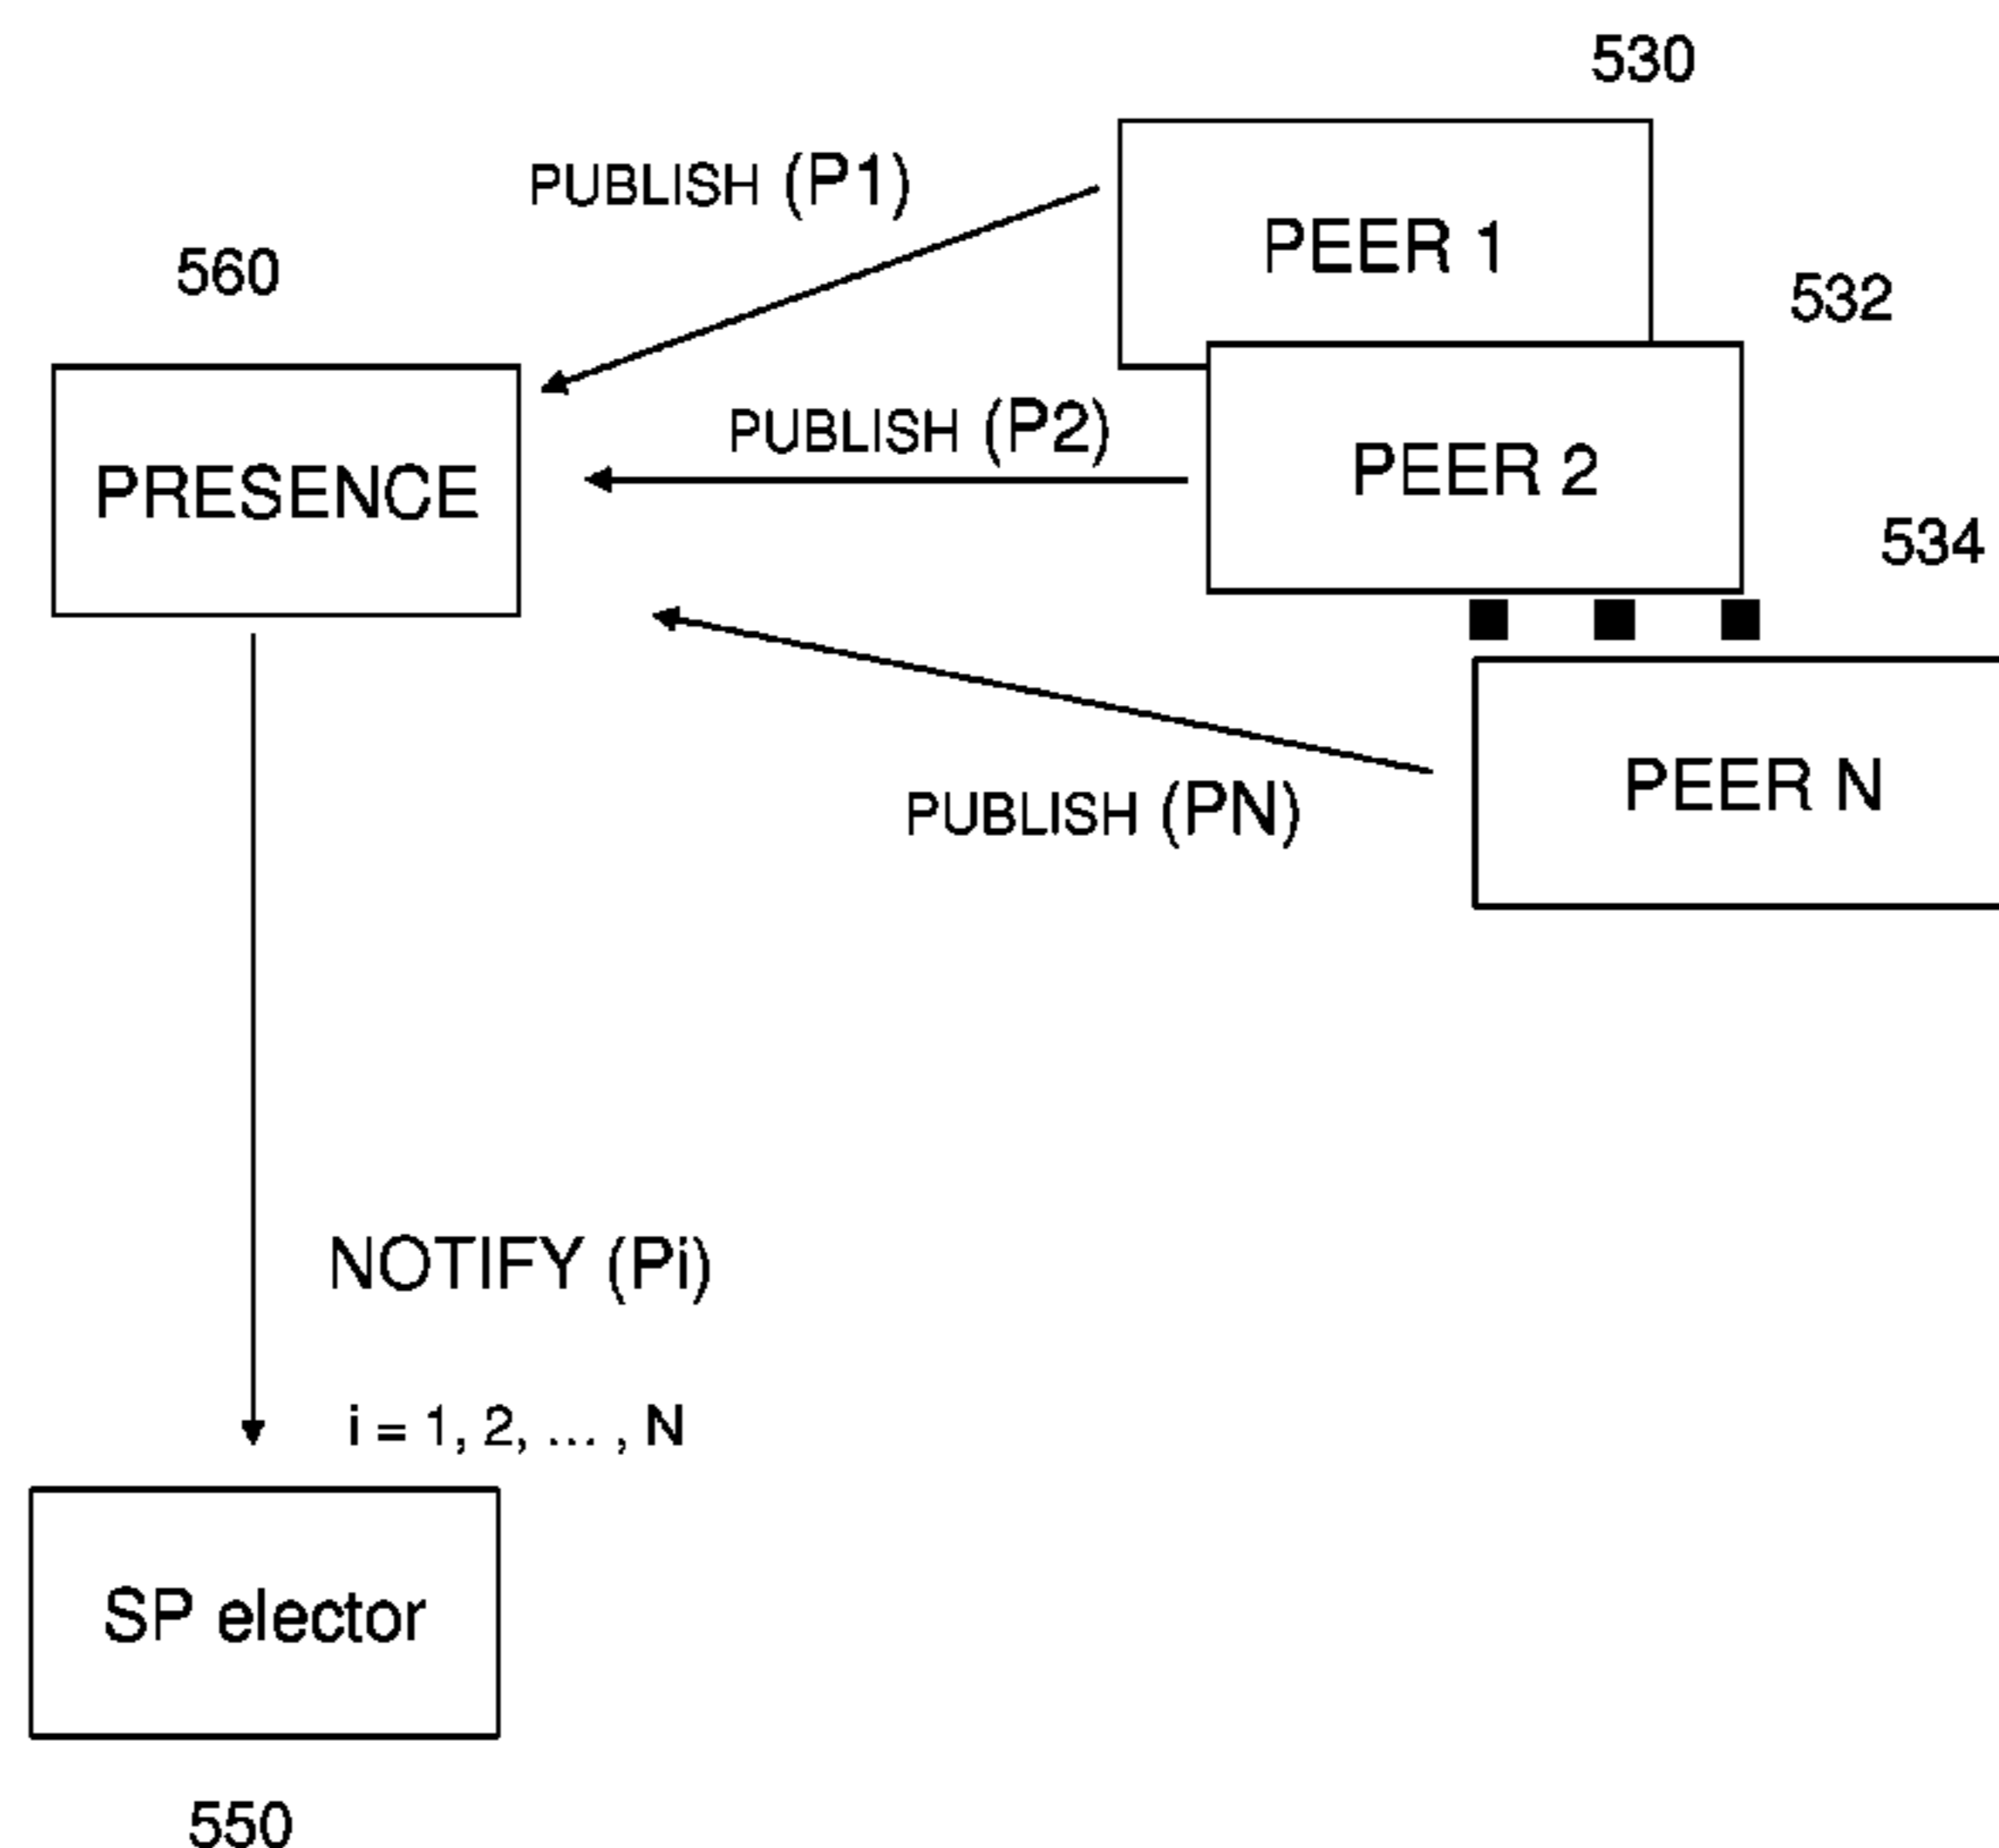 530
PUBLISH (P1)
PEER 1
560
532
PUBLISH (P2)
PRESENCE
PEER 2
534
PUBLISH (PN)
PEER N
NOTIFY (Pi)
i = 1, 2, ... , N
SP elector
550